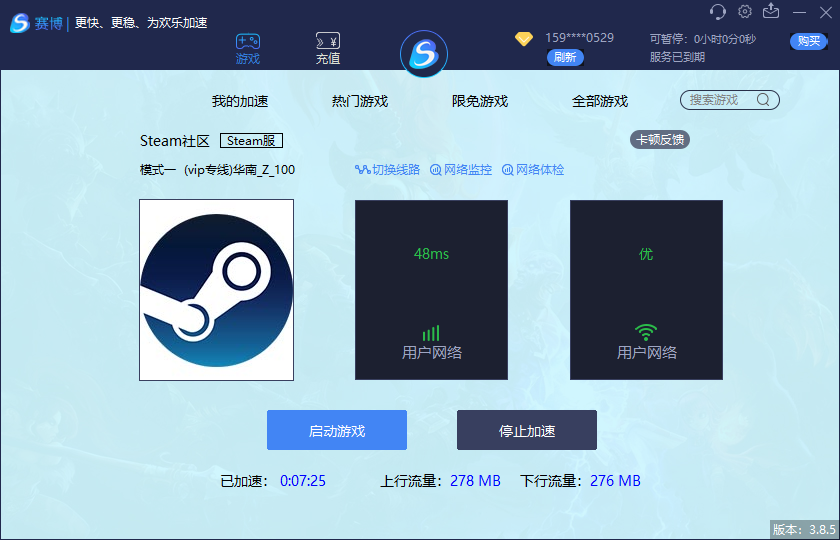 赛博 | 更快、更稳、为欢乐加速
游戏
充值
159****0529
刷新
可暂停：0小时0分0秒
服务已到期
购买
我的加速
热门游戏
限免游戏
全部游戏
搜索游戏
Steam社区
Steam服
卡顿反馈
模式一 (vip专线)华南_Z_100
切换线路
网络监控
网络体检
48ms
用户网络
优
用户网络
启动游戏
停止加速
已加速： 0:07:25
上行流量：278 MB
下行流量：276 MB
版本：3.8.5